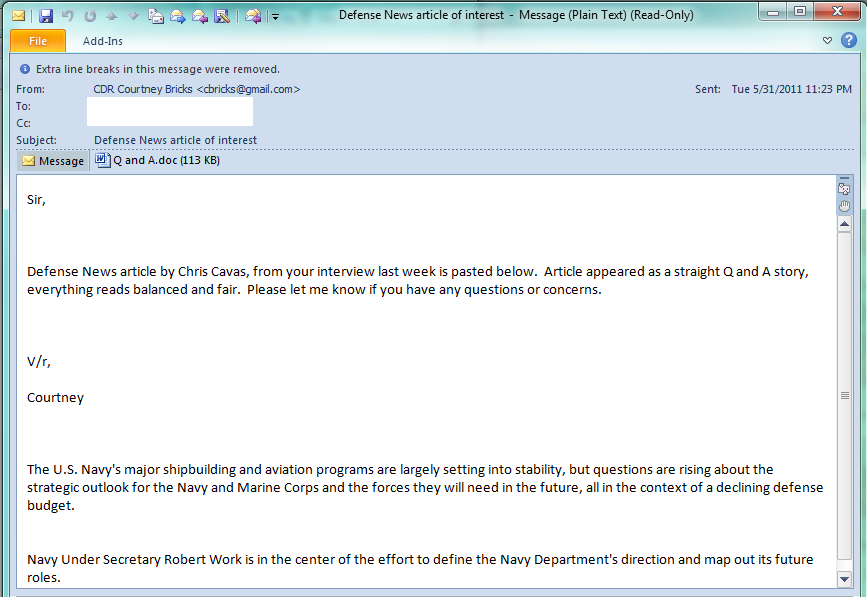 Defense News article of interest - Message (Plain Text) (Read-Only)
File Add-Ins
Extra line breaks in this message were removed.
From: CDR Courtney Bricks <cbricks@gmail.com> Sent: Tue 5/31/2011 11:23 PM
To:
Cc:
Subject: Defense News article of interest
Message Q and A.doc (113 KB)
Sir,
Defense News article by Chris Cavas, from your interview last week is pasted below. Article appeared as a straight Q and A story,
everything reads balanced and fair. Please let me know if you have any questions or concerns.
V/r,
Courtney
The U.S. Navy's major shipbuilding and aviation programs are largely setting into stability, but questions are rising about the
strategic outlook for the Navy and Marine Corps and the forces they will need in the future, all in the context of a declining defense
budget.
Navy Under Secretary Robert Work is in the center of the effort to define the Navy Department's direction and map out its future
roles.